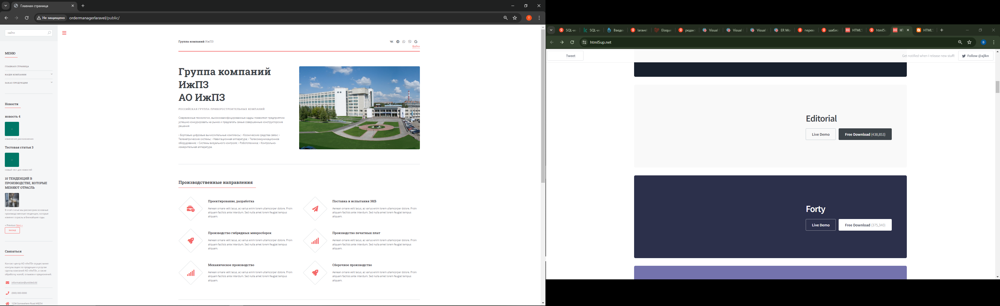 Главная страница
Не защищено
ordermanagerlaravel/public/
T
найти
МЕНЮ
ГЛАВНАЯ СТРАНИЦА
НАШИ КОМПАНИИ
ЗАКАЗ ПРОДУКЦИИ
Новости
новость 4
изменение расположения
Тестовая статья 3
новый тест для новостей
10 ТЕНДЕНЦИЙ В
ПРОИЗВОДСТВЕ, КОТОРЫЕ
МЕНЯЮТ ОТРАСЛЬ
В этой статье мы рассмотрим основные
производственные тенденции, которые
изменят отрасль в ближайшие годы.
« Previous Next »
НАЗАД
Связаться
Контакт-центр АО «ИжПЗ» осуществляет
консультации по продукции и услугам
группы компаний АО «ИжПЗ», а также
обработку жалоб, отзывов и предложений.
information@untitled.tld
(000) 000-0000
1234 Somewhere Road #8254
Группа компаний ИжПЗ
Войти
Группа компаний
ИжПЗ
АО ИжПЗ
РОССИЙСКАЯ ГРУППА ПРИБОРОСТРОИТЕЛЬНЫХ КОМПАНИЙ
Современные технологии, высококвалифицированные кадры позволяют предприятию
успешно конкурировать на рынке и предлагать самые совершенные конструкторские
решения
• Бортовые цифровые вычислительные комплексы; • Космические средства связи; •
Телеметрические системы; • Навигационная аппаратура; • Телекоммуникационное
оборудование; • Системы визуального контроля; • Робототехника; • Контрольно-
измерительная аппаратура.
Производственные направления
Проектирование, разработка
Aenean ornare velit lacus, ac varius enim lorem ullamcorper dolore. Proin
aliquam facilisis ante interdum. Sed nulla amet lorem feugiat tempus
aliquam.
Поставка и испытания ЭКБ
Aenean ornare velit lacus, ac varius enim lorem ullamcorper dolore. Proin
aliquam facilisis ante interdum. Sed nulla amet lorem feugiat tempus
aliquam.
Производство гибридных микросборок
Aenean ornare velit lacus, ac varius enim lorem ullamcorper dolore. Proin
aliquam facilisis ante interdum. Sed nulla amet lorem feugiat tempus
aliquam.
Производство печатных плат
Aenean ornare velit lacus, ac varius enim lorem ullamcorper dolore. Proin
aliquam facilisis ante interdum. Sed nulla amet lorem feugiat tempus
aliquam.
Механическое производство
Aenean ornare velit lacus, ac varius enim lorem ullamcorper dolore. Proin
aliquam facilisis ante interdum. Sed nulla amet lorem feugiat tempus
aliquam.
Сборочное производство
Aenean ornare velit lacus, ac varius enim lorem ullamcorper dolore. Proin
aliquam facilisis ante interdum. Sed nulla amet lorem feugiat tempus
aliquam.
SQL-и
SQL-и
Введе
laravel
Eloque
редакт
Visual
Visual
Visual
ER Mo
перев
шабло
HTML5
html5u
HT
HTML5
html5up.net
B
Tweet
Get notified when I release new stuff!
Follow @ajlkn
Editorial
Live Demo
Free Download (438,853)
Forty
Live Demo
Free Download (375,340)